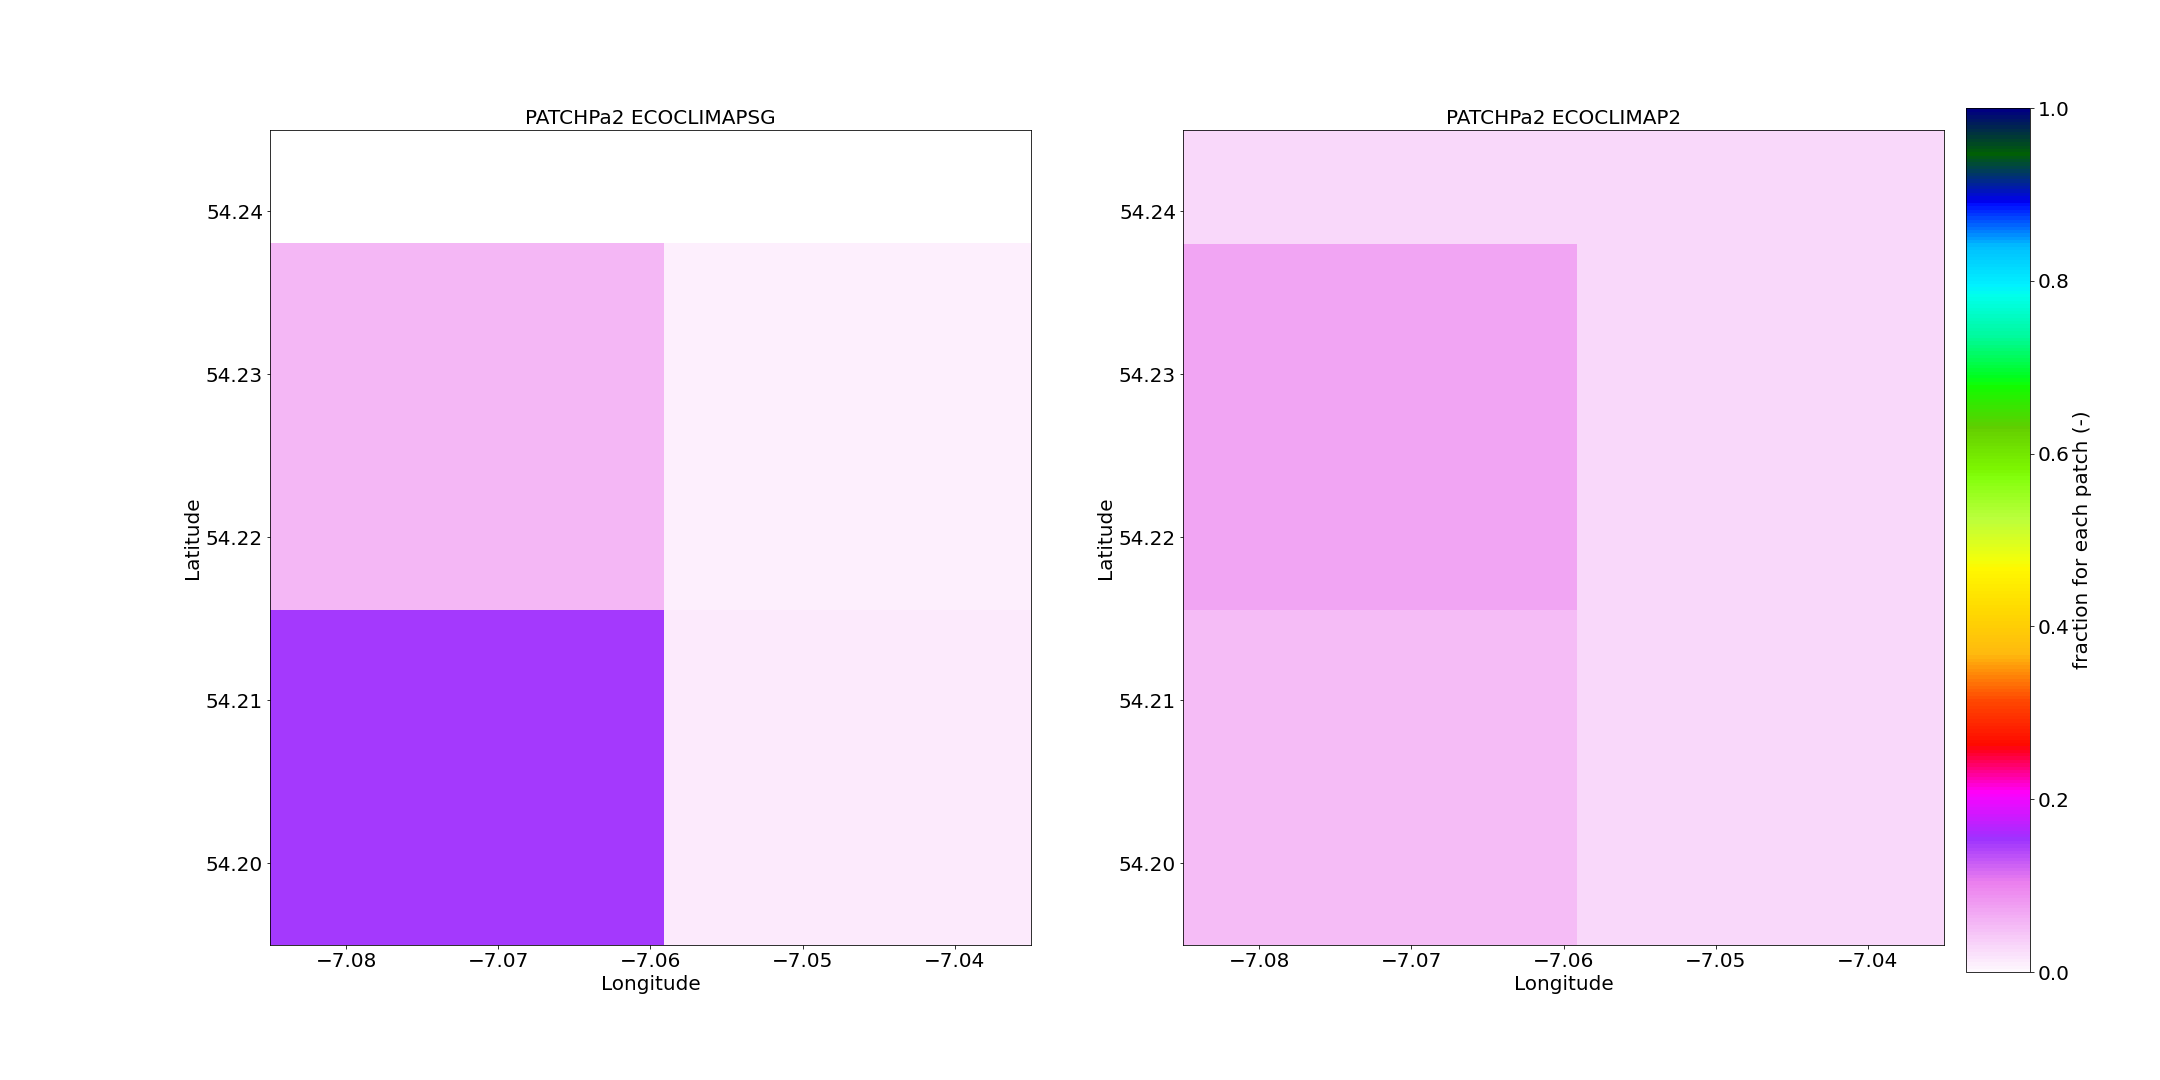 PATCHPa2 ECOCLIMAPSG
54.24
54.23
54.22
54.21
54.20
Latitude
−7.08 −7.07 −7.06 −7.05 −7.04
Longitude
PATCHPa2 ECOCLIMAP2
54.24
54.23
54.22
54.21
54.20
Latitude
−7.08 −7.07 −7.06 −7.05 −7.04
Longitude
1.0
0.8
0.6
0.4
0.2
0.0
fraction for each patch (-)